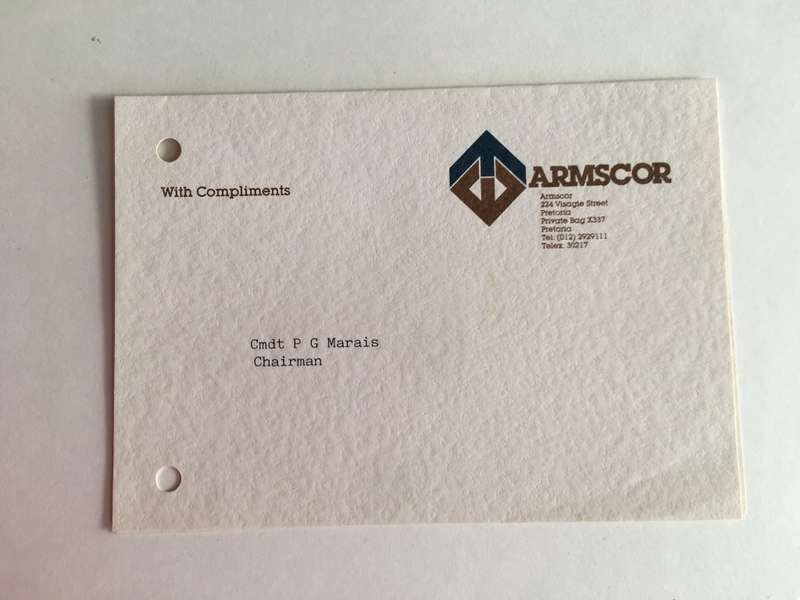 With Compliments
ARMSCOR
Armscor
224 Visagie Street
Pretoria
Private Bag X337
Pretoria
Tel: (012) 2929111
Telex: 30217
Cmdt P G Marais
Chairman